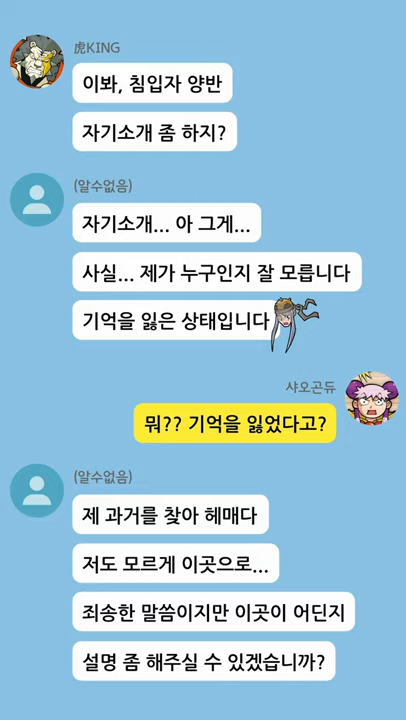 虎KING
이봐, 침입자 양반
자기소개 좀 하지?
(알수없음)
자기소개... 아 그게...
사실... 제가 누구인지 잘 모릅니다
기억을 잃은 상태입니다
샤오곤듀
뭐?? 기억을 잃었다고?
(알수없음)
제 과거를 찾아 헤매다
저도 모르게 이곳으로...
죄송한 말씀이지만 이곳이 어딘지
설명 좀 해주실 수 있겠습니까?